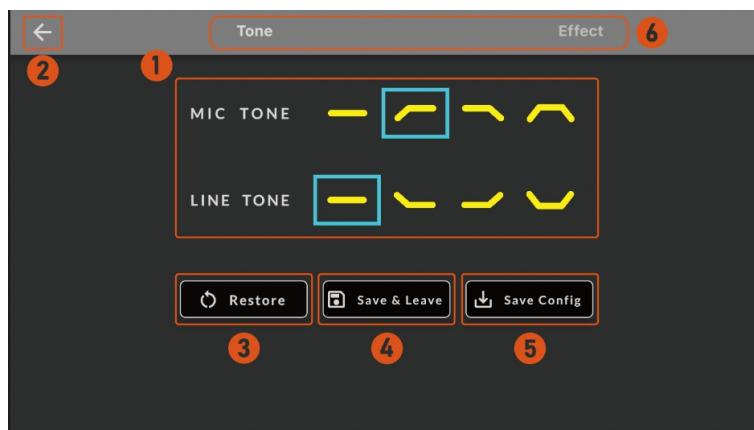 Tone Effect 6
2 1
MIC TONE
LINE TONE
Restore Save & Leave Save Config
3 4 5